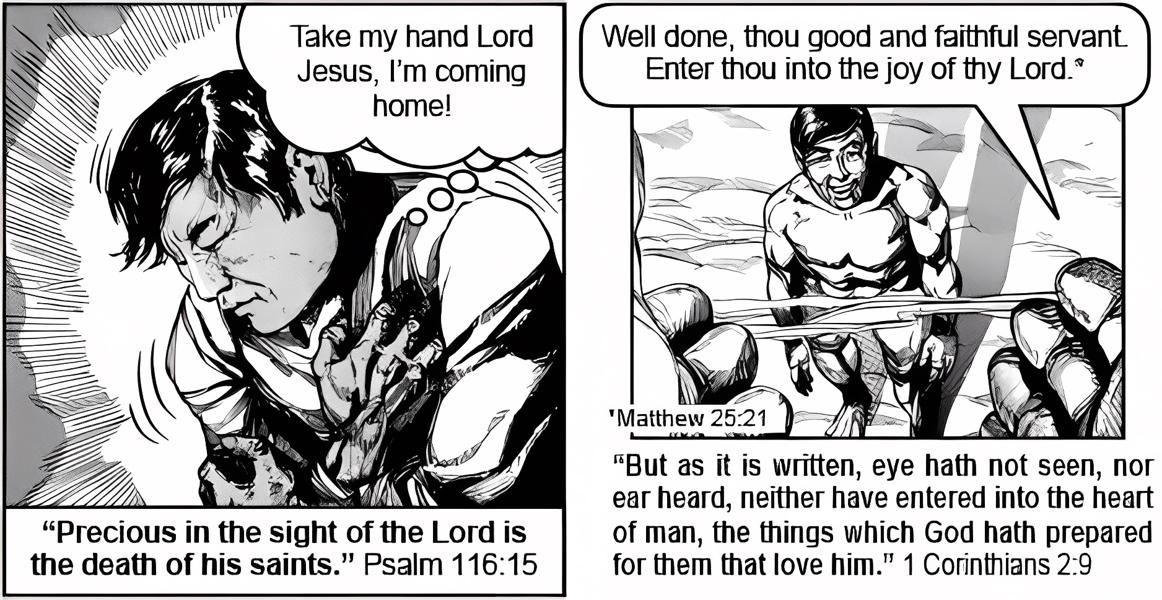 Take my hand Lord
Jesus, I'm coming
home!
"Precious in the sight of the Lord is
the death of his saints." Psalm 116:15
Well done, thou good and faithful servant.
Enter thou into the joy of thy Lord.*
*Matthew 25:21
"But as it is written, eye hath not seen, nor
ear heard, neither have entered into the heart
of man, the things which God hath prepared
for them that love him." 1 Corinthians 2:9